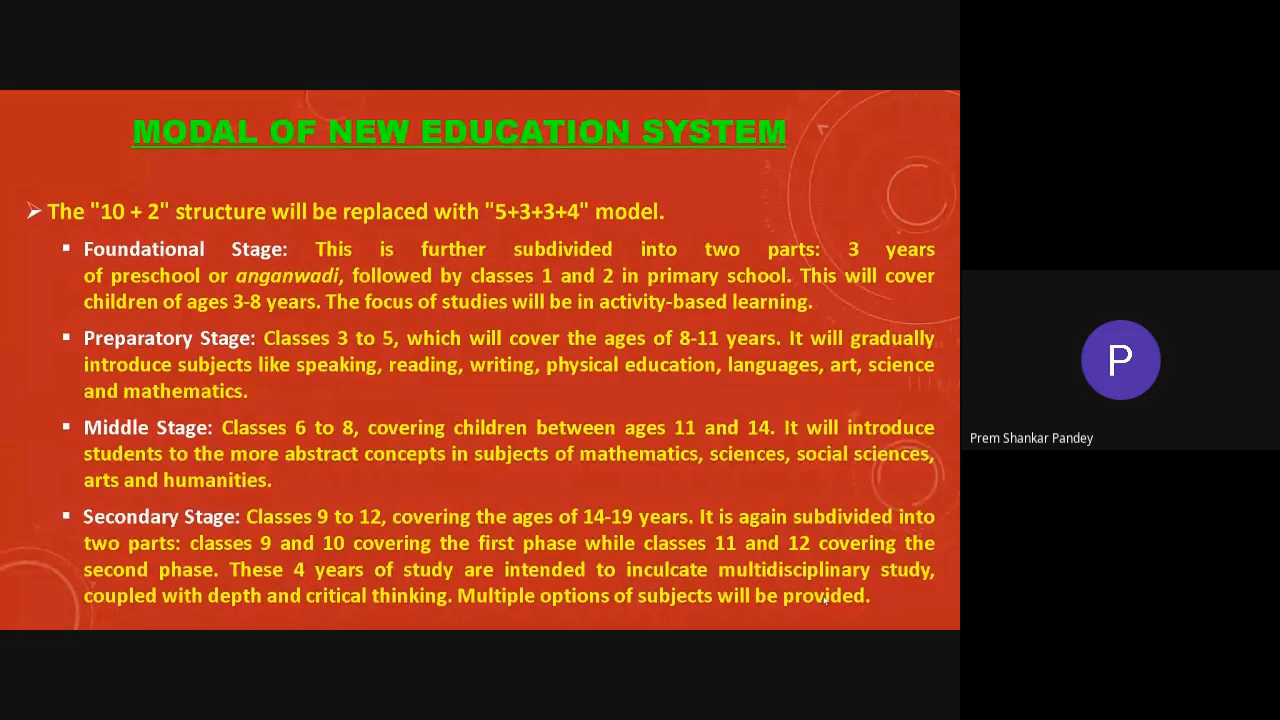 MODAL OF NEW EDUCATION SYSTEM
The "10 + 2" structure will be replaced with "5+3+3+4" model.
Foundational Stage: This is further subdivided into two parts: 3 years
of preschool or anganwadi, followed by classes 1 and 2 in primary school. This will cover
children of ages 3-8 years. The focus of studies will be in activity-based learning.
Preparatory Stage: Classes 3 to 5, which will cover the ages of 8-11 years. It will gradually
introduce subjects like speaking, reading, writing, physical education, languages, art, science
and mathematics.
Middle Stage: Classes 6 to 8, covering children between ages 11 and 14. It will introduce
students to the more abstract concepts in subjects of mathematics, sciences, social sciences,
arts and humanities.
Secondary Stage: Classes 9 to 12, covering the ages of 14-19 years. It is again subdivided into
two parts: classes 9 and 10 covering the first phase while classes 11 and 12 covering the
second phase. These 4 years of study are intended to inculcate multidisciplinary study,
coupled with depth and critical thinking. Multiple options of subjects will be provided.
P
Prem Shankar Pandey